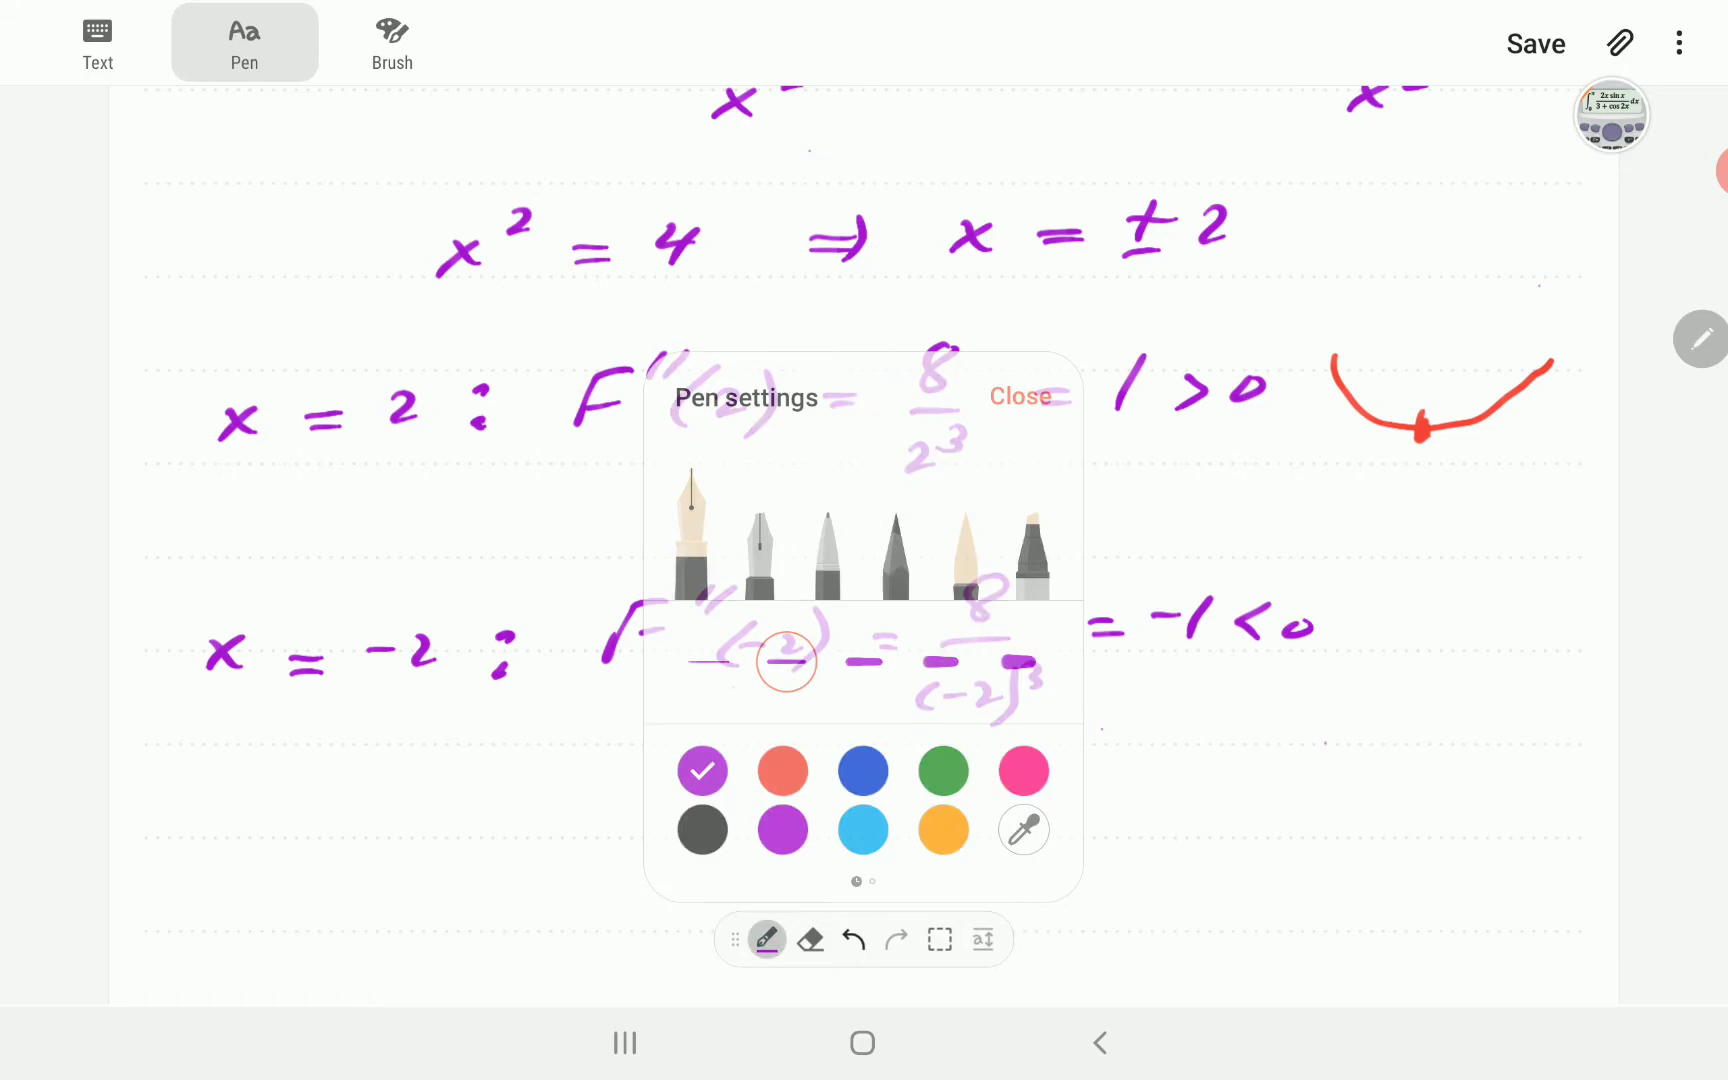 Text Pen Brush Save
x
x
x² = 4 ⇒ x = ± 2
x = 2 : F''(2) = 8/2³ = 1 > 0
Pen settings Close
x = -2 : F''(-2) = 8/(-2)³ = -1 < 0